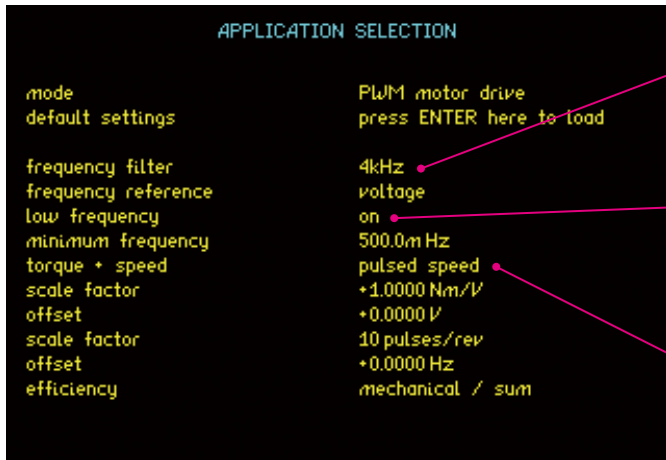 APPLICATION SELECTION
mode PWM motor drive
default settings press ENTER here to load
frequency filter 4kHz
frequency reference voltage
low frequency on
minimum frequency 500.0m Hz
torque + speed pulsed speed
scale factor +1.0000 Nm/V
offset +0.0000 V
scale factor 10 pulses/rev
offset +0.0000 Hz
efficiency mechanical / sum